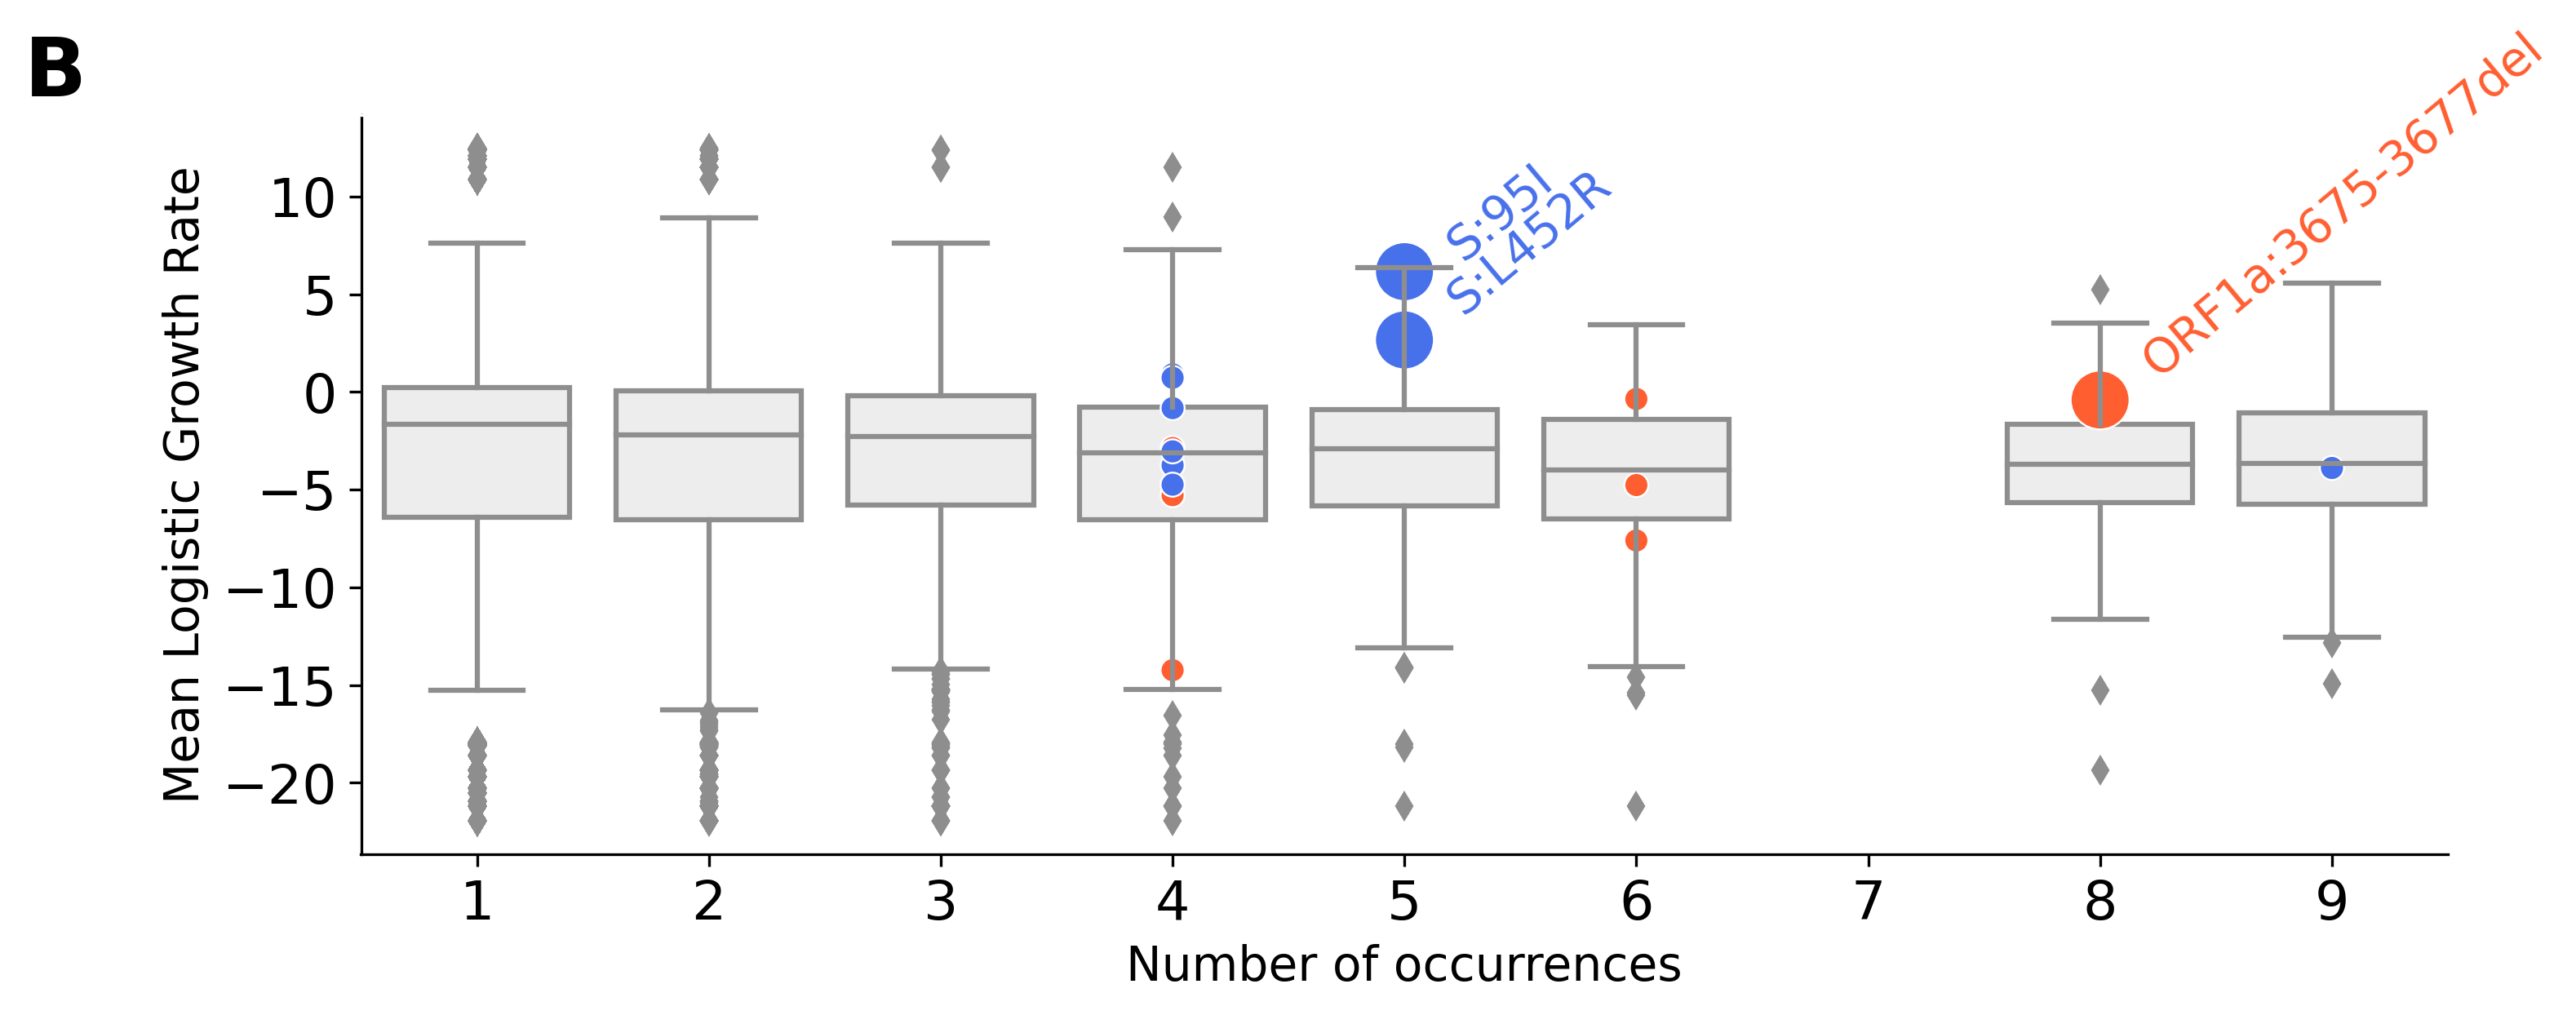 B
Mean Logistic Growth Rate
10
5
0
−5
−10
−15
−20
S:95I
S:L452R
ORF1a:3675-3677del
1 2 3 4 5 6 7 8 9
Number of occurrences